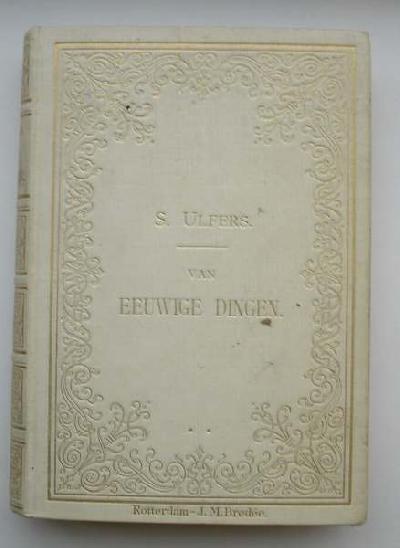 S. ULFERS.
VAN
EEUWIGE DINGEN.
Rotterdam – J. M. Bredée.